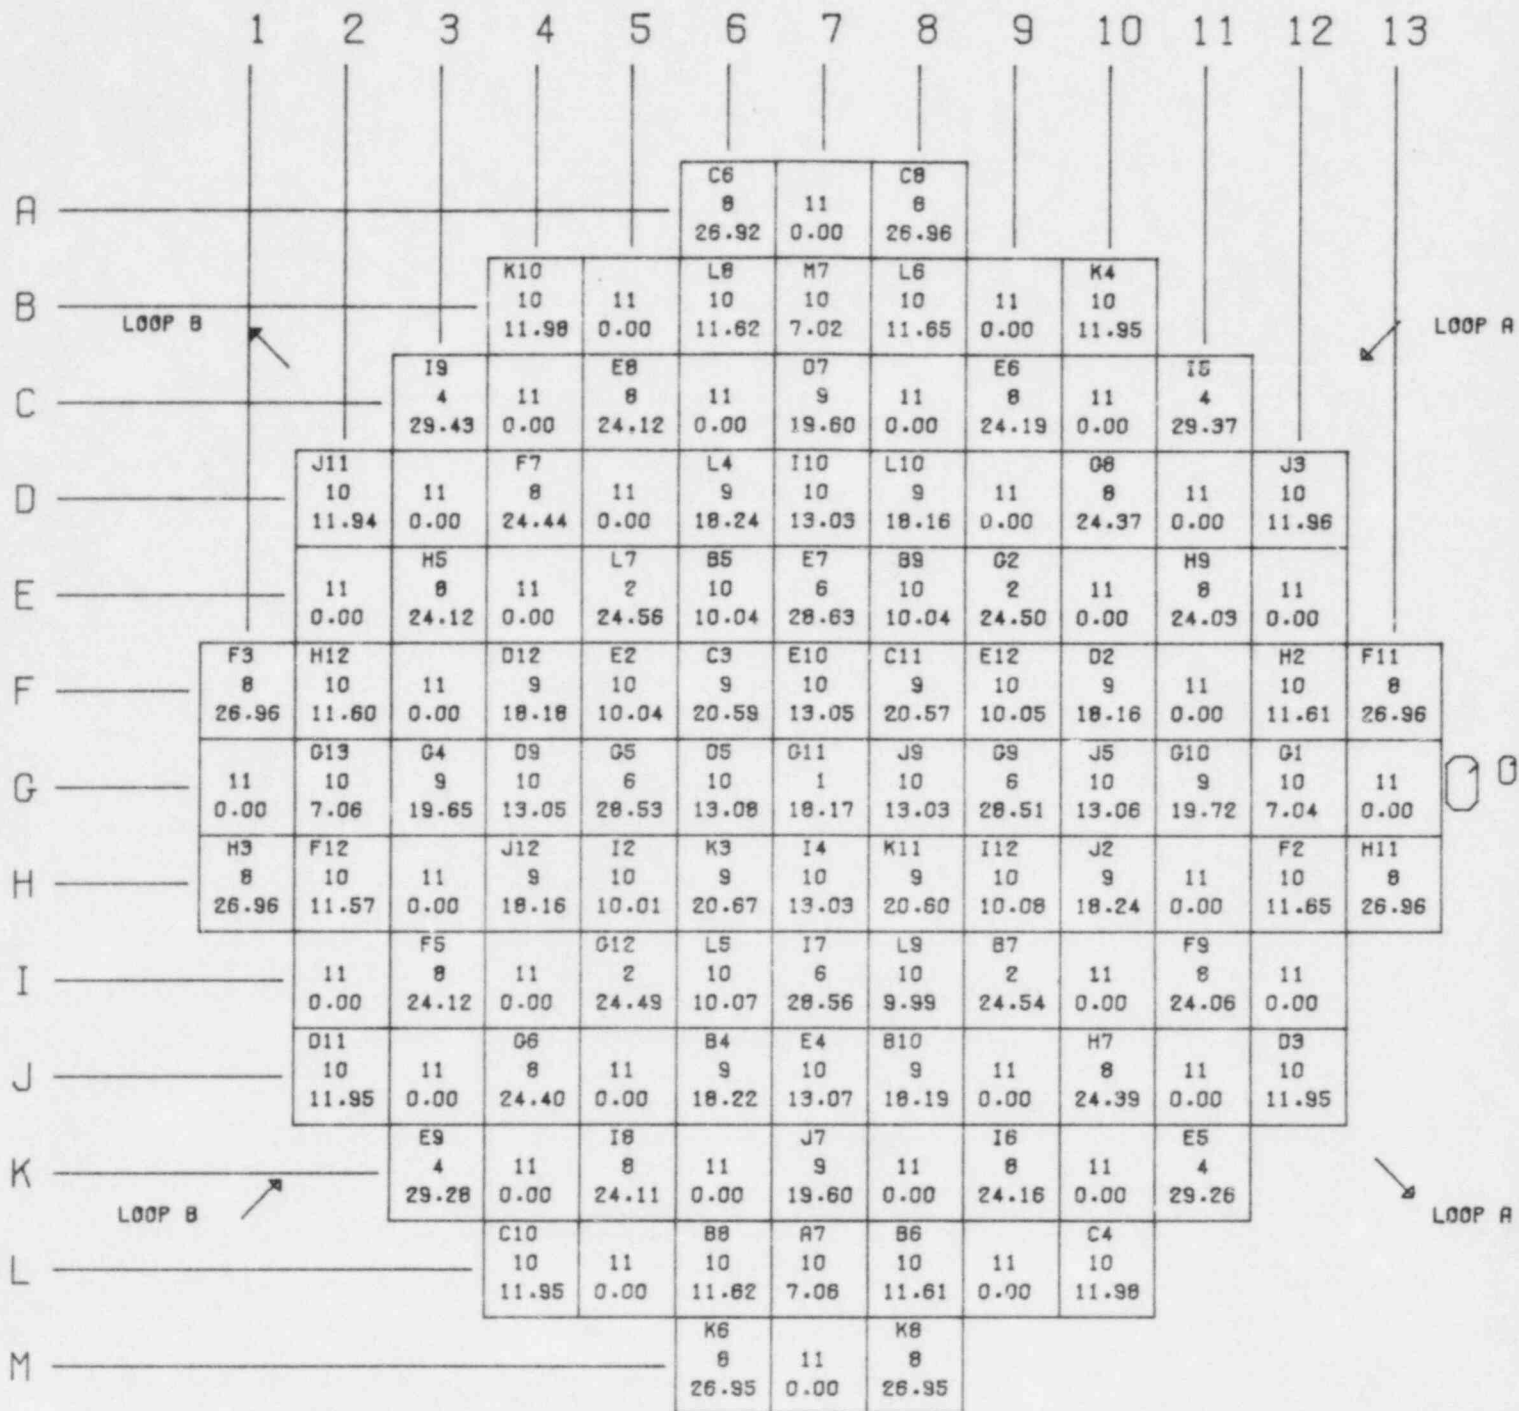 1 2 3 4 5 6 7 8 9 10 11 12 13
C6 C8
A 8 11 8
26.92 0.00 26.96
K10 L8 M7 L6 K4
B 10 11 10 10 10 11 10
LOOP B 11.98 0.00 11.62 7.02 11.65 0.00 11.95 LOOP A
I9 E8 D7 E6 I5
C 4 11 8 11 9 11 8 11 4
29.43 0.00 24.12 0.00 19.60 0.00 24.19 0.00 29.37
J11 F7 L4 I10 L10 G8 J3
D 10 11 8 11 9 10 9 11 8 11 10
11.94 0.00 24.44 0.00 18.24 13.03 18.16 0.00 24.37 0.00 11.96
H5 L7 B5 E7 B9 G2 H9
E 11 8 11 2 10 6 10 2 11 8 11
0.00 24.12 0.00 24.56 10.04 28.63 10.04 24.50 0.00 24.03 0.00
F3 H12 D12 E2 C3 E10 C11 E12 D2 H2 F11
F 8 10 11 9 10 9 10 9 10 9 11 10 8
26.96 11.60 0.00 18.18 10.04 20.59 13.05 20.57 10.05 18.16 0.00 11.61 26.96
G13 G4 D9 G5 D5 G11 J9 G9 J5 G10 G1
G 11 10 9 10 6 10 1 10 6 10 9 10 11
0.00 7.06 19.65 13.05 28.53 13.08 18.17 13.03 28.51 13.06 19.72 7.04 0.00
H3 F12 J12 I2 K3 I4 K11 I12 J2 F2 H11
H 8 10 11 9 10 9 10 9 10 9 11 10 8
26.96 11.57 0.00 18.16 10.01 20.67 13.03 20.60 10.08 18.24 0.00 11.65 26.96
F5 G12 L5 I7 L9 B7 F9
I 11 8 11 2 10 6 10 2 11 8 11
0.00 24.12 0.00 24.49 10.07 28.56 9.99 24.54 0.00 24.06 0.00
D11 G6 B4 E4 B10 H7 D3
J 10 11 8 11 9 10 9 11 8 11 10
11.95 0.00 24.40 0.00 18.22 13.07 18.19 0.00 24.39 0.00 11.95
E9 I8 J7 I6 E5
K 4 11 8 11 9 11 8 11 4
29.28 0.00 24.11 0.00 19.60 0.00 24.16 0.00 29.26
LOOP B LOOP A
C10 B8 A7 B6 C4
L 10 11 10 10 10 11 10
11.95 0.00 11.62 7.06 11.61 0.00 11.98
K6 K8
M 8 11 8
26.95 0.00 26.95